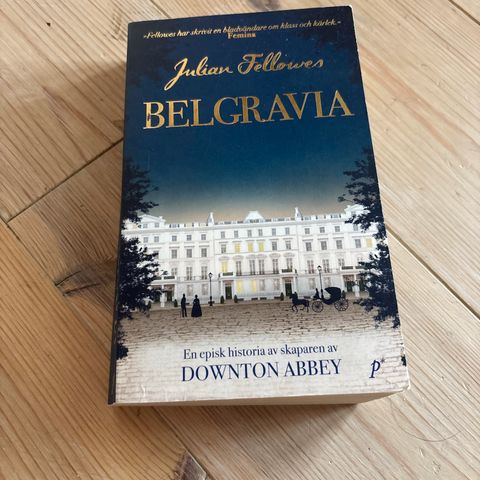 »Fellowes har skrivit en bladvändare om klass och kärlek.»
Femina
Julian Fellowes
BELGRAVIA
En episk historia av skaparen av
DOWNTON ABBEY
p